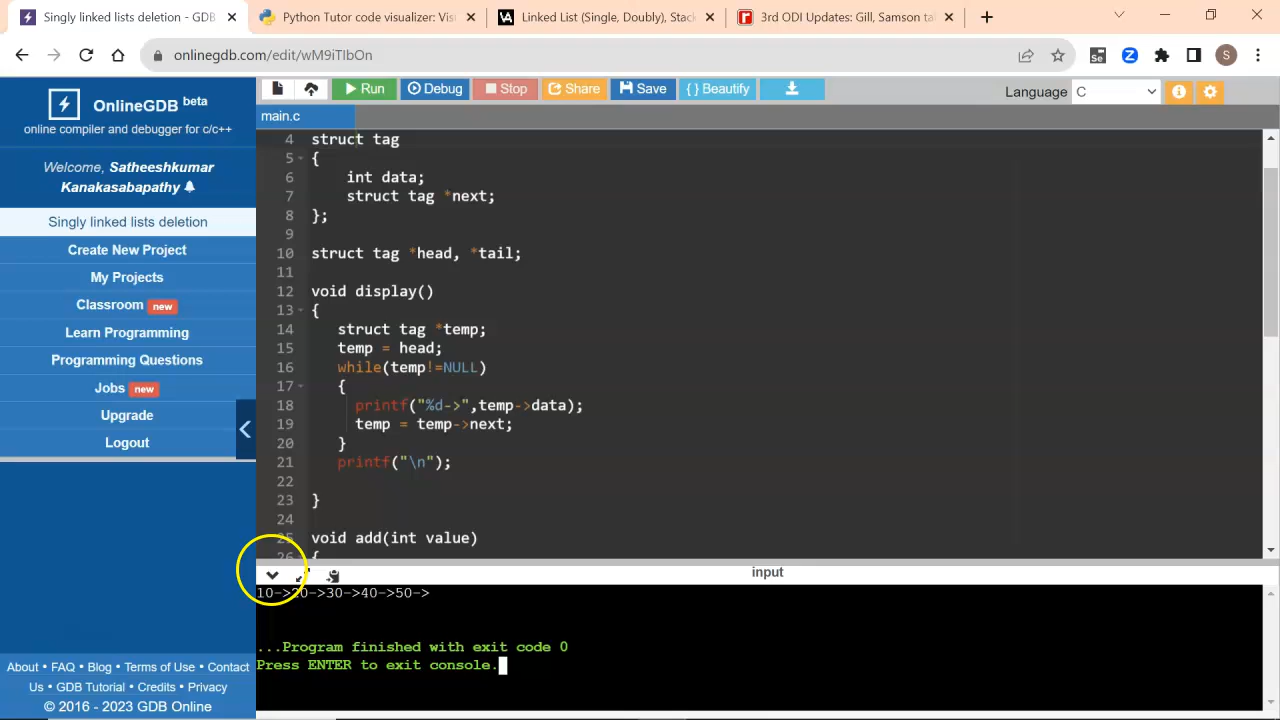 Singly linked lists deletion - GDB
Python Tutor code visualizer: Vis
VA Linked List (Single, Doubly), Stack
r 3rd ODI Updates: Gill, Samson ta
onlinegdb.com/edit/wM9iTIbOn
Se Z S
OnlineGDB beta
online compiler and debugger for c/c++
Welcome, Satheeshkumar
Kanakasabapathy
Singly linked lists deletion
Create New Project
My Projects
Classroom new
Learn Programming
Programming Questions
Jobs new
Upgrade
Logout
About • FAQ • Blog • Terms of Use • Contact
Us • GDB Tutorial • Credits • Privacy
© 2016 - 2023 GDB Online
Run Debug Stop Share Save { } Beautify
Language C
main.c
4 struct tag
5 {
6 int data;
7 struct tag *next;
8 };
9
10 struct tag *head, *tail;
11
12 void display()
13 {
14 struct tag *temp;
15 temp = head;
16 while(temp!=NULL)
17 {
18 printf("%d->",temp->data);
19 temp = temp->next;
20 }
21 printf("\n");
22
23 }
24
25 void add(int value)
26 {
input
10->20->30->40->50->
...Program finished with exit code 0
Press ENTER to exit console.